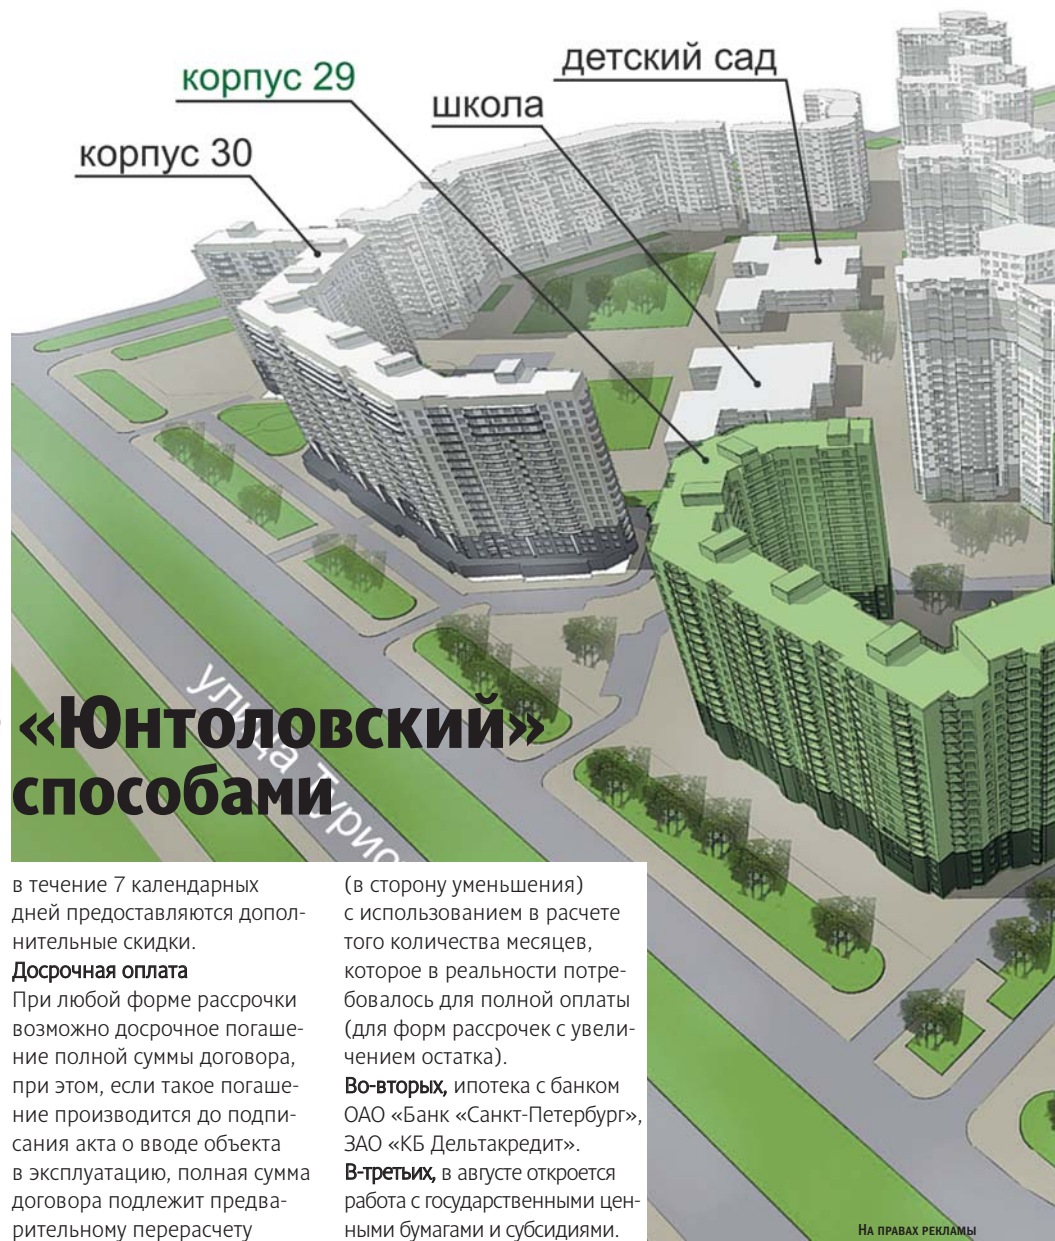 детский сад
корпус 29
школа
корпус 30
улица Турис
«Юнтоловский»
способами
в течение 7 календарных
дней предоставляются допол-
нительные скидки.
Досрочная оплата
При любой форме рассрочки
возможно досрочное погаше-
ние полной суммы договора,
при этом, если такое погаше-
ние производится до подпи-
сания акта о вводе объекта
в эксплуатацию, полная сумма
договора подлежит предва-
рительному перерасчету
(в сторону уменьшения)
с использованием в расчете
того количества месяцев,
которое в реальности потре-
бовалось для полной оплаты
(для форм рассрочек с увели-
чением остатка).
Во-вторых, ипотека с банком
ОАО «Банк «Санкт-Петербург»,
ЗАО «КБ Дельтакредит».
В-третьих, в августе откроется
работа с государственными цен-
ными бумагами и субсидиями.
НА ПРАВАХ РЕКЛАМЫ